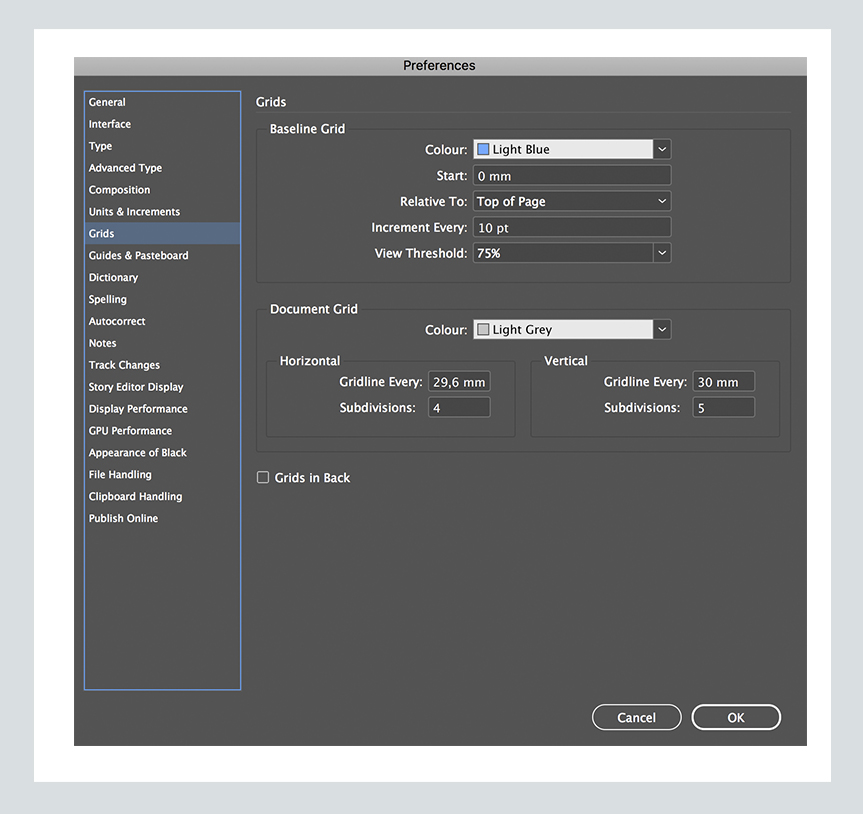 Preferences
General
Interface
Type
Advanced Type
Composition
Units & Increments
Grids
Guides & Pasteboard
Dictionary
Spelling
Autocorrect
Notes
Track Changes
Story Editor Display
Display Performance
GPU Performance
Appearance of Black
File Handling
Clipboard Handling
Publish Online
Grids
Baseline Grid
Colour: Light Blue
Start: 0 mm
Relative To: Top of Page
Increment Every: 10 pt
View Threshold: 75%
Document Grid
Colour: Light Grey
Horizontal
Gridline Every: 29,6 mm
Subdivisions: 4
Vertical
Gridline Every: 30 mm
Subdivisions: 5
Grids in Back
Cancel OK